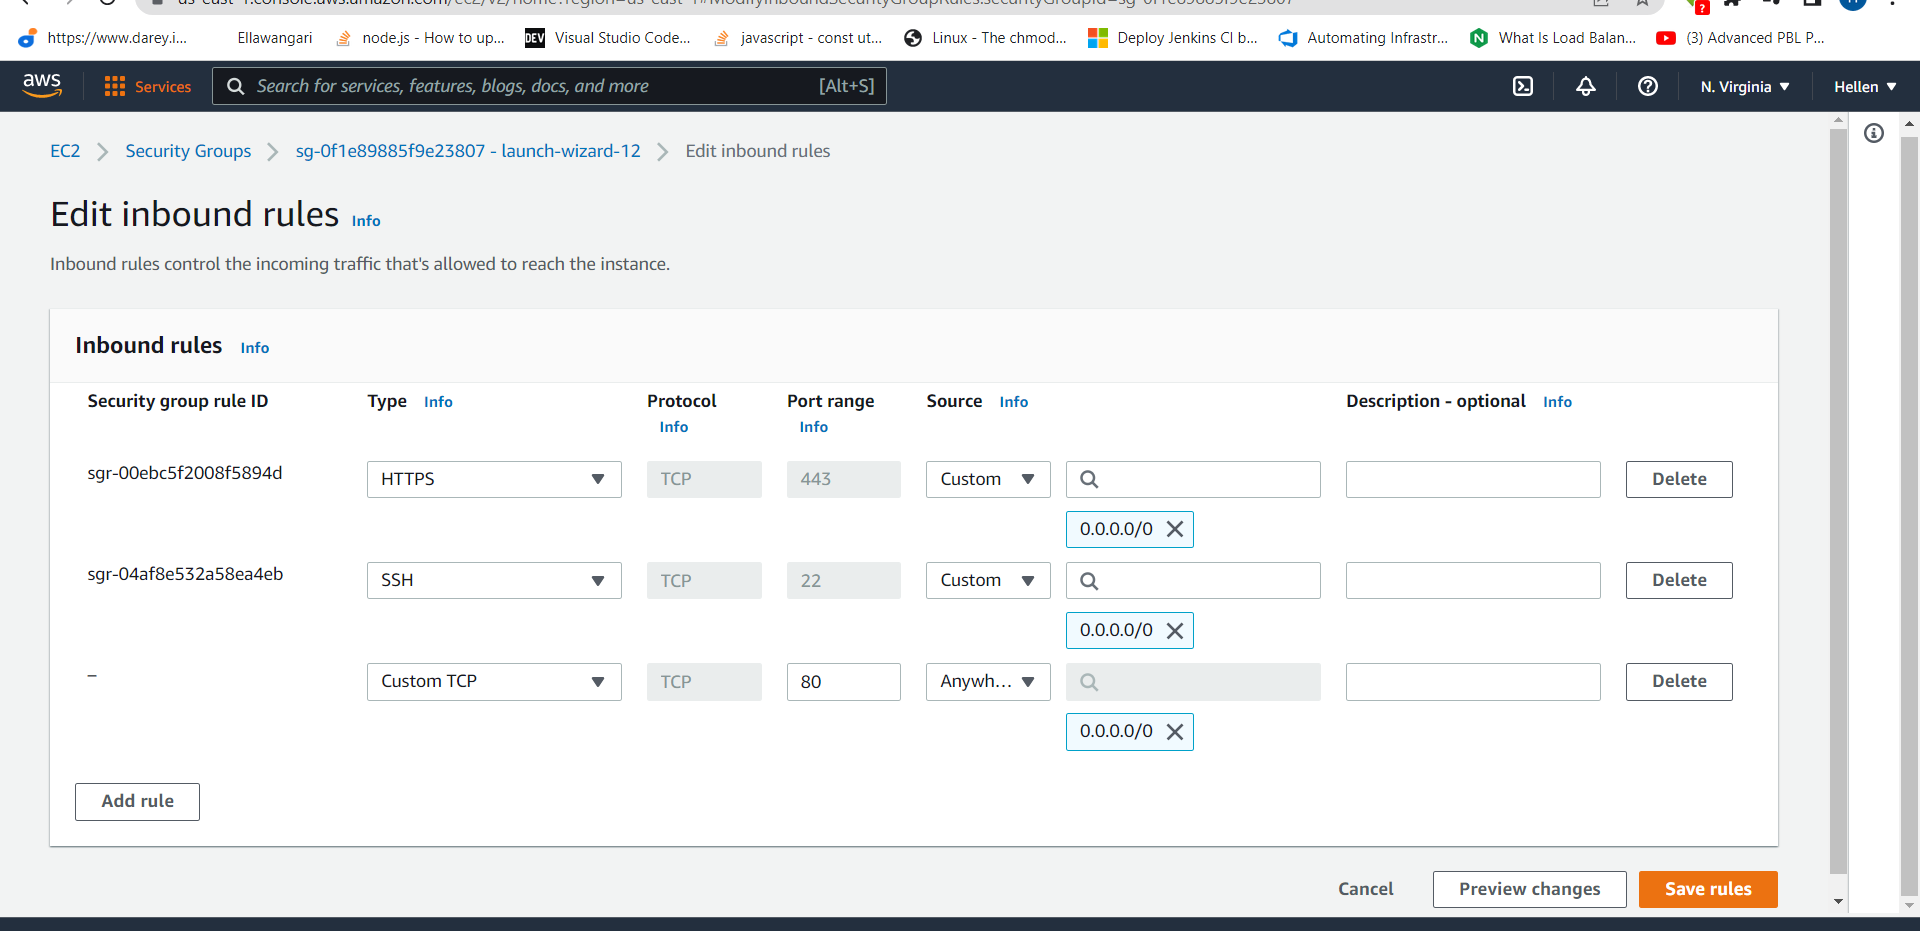 https://www.darey.i... Ellawangari node.js - How to up... DEV Visual Studio Code... javascript - const ut... Linux - The chmod... Deploy Jenkins CI b... Automating Infrastr... N What Is Load Balan... (3) Advanced PBL P...
aws Services Search for services, features, blogs, docs, and more [Alt+S] N. Virginia Hellen
EC2 Security Groups sg-0f1e89885f9e23807 - launch-wizard-12 Edit inbound rules
Edit inbound rules Info
Inbound rules control the incoming traffic that's allowed to reach the instance.
Inbound rules Info
Security group rule ID Type Info Protocol Port range Source Info Description - optional Info
Info Info
sgr-00ebc5f2008f5894d HTTPS TCP 443 Custom Delete
0.0.0.0/0
sgr-04af8e532a58ea4eb SSH TCP 22 Custom Delete
0.0.0.0/0
– Custom TCP TCP 80 Anywh... Delete
0.0.0.0/0
Add rule
Cancel Preview changes Save rules